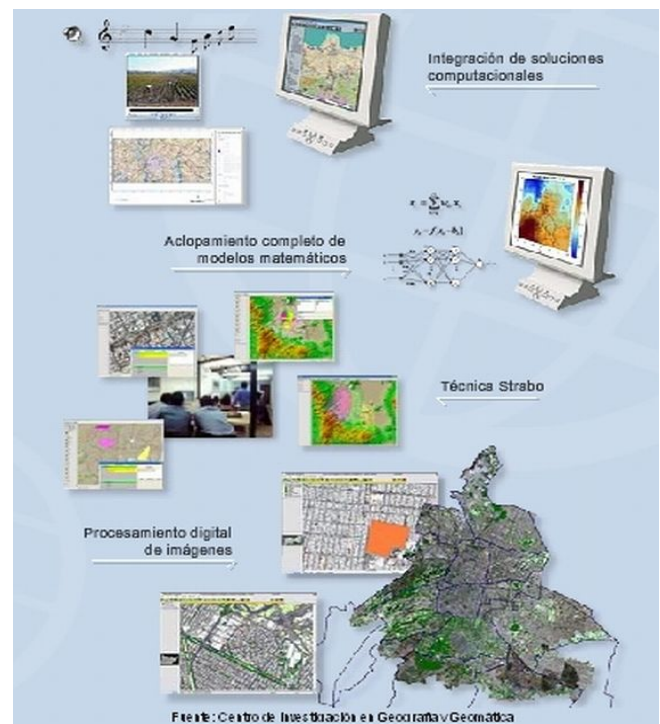 Integración de soluciones
computacionales
Aclopamiento completo de
modelos matemáticos
Técnica Strabo
Procesamiento digital
de imágenes
Fuente: Centro de Investigación en Geografía y Geomática